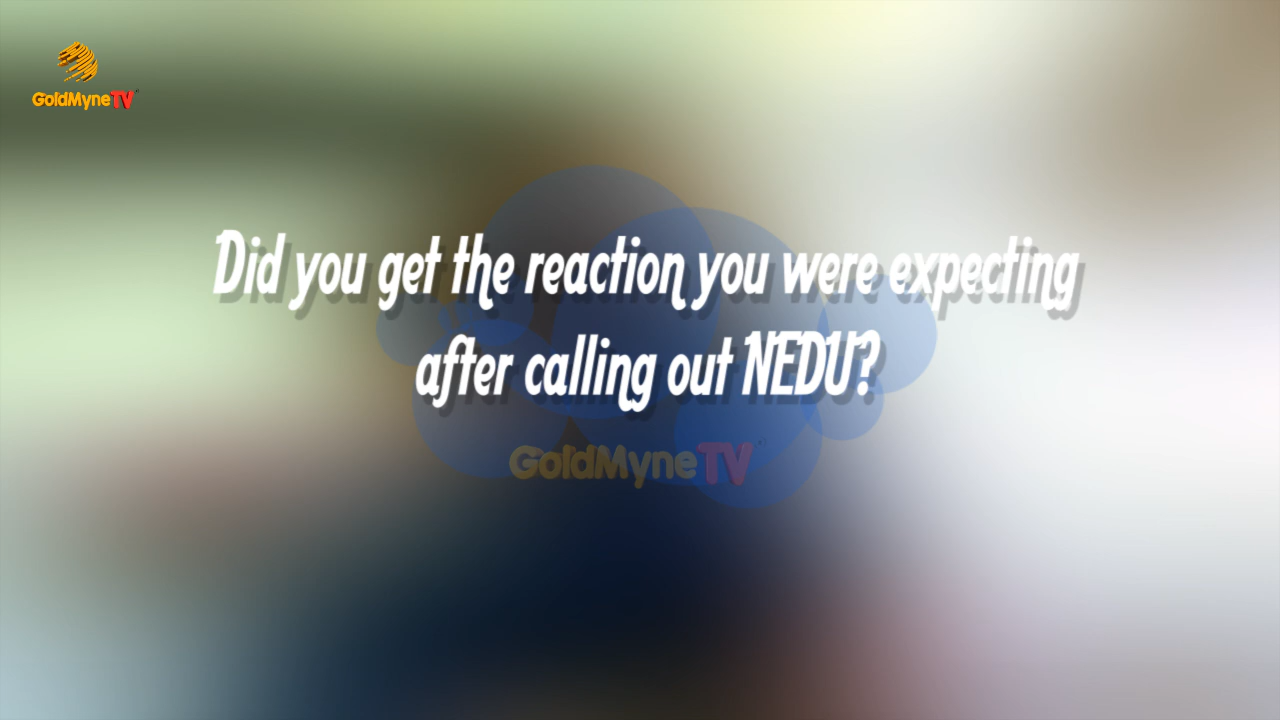 GoldMyneTV
Did you get the reaction you were expecting
after calling out NEDU?
GoldMyneTV